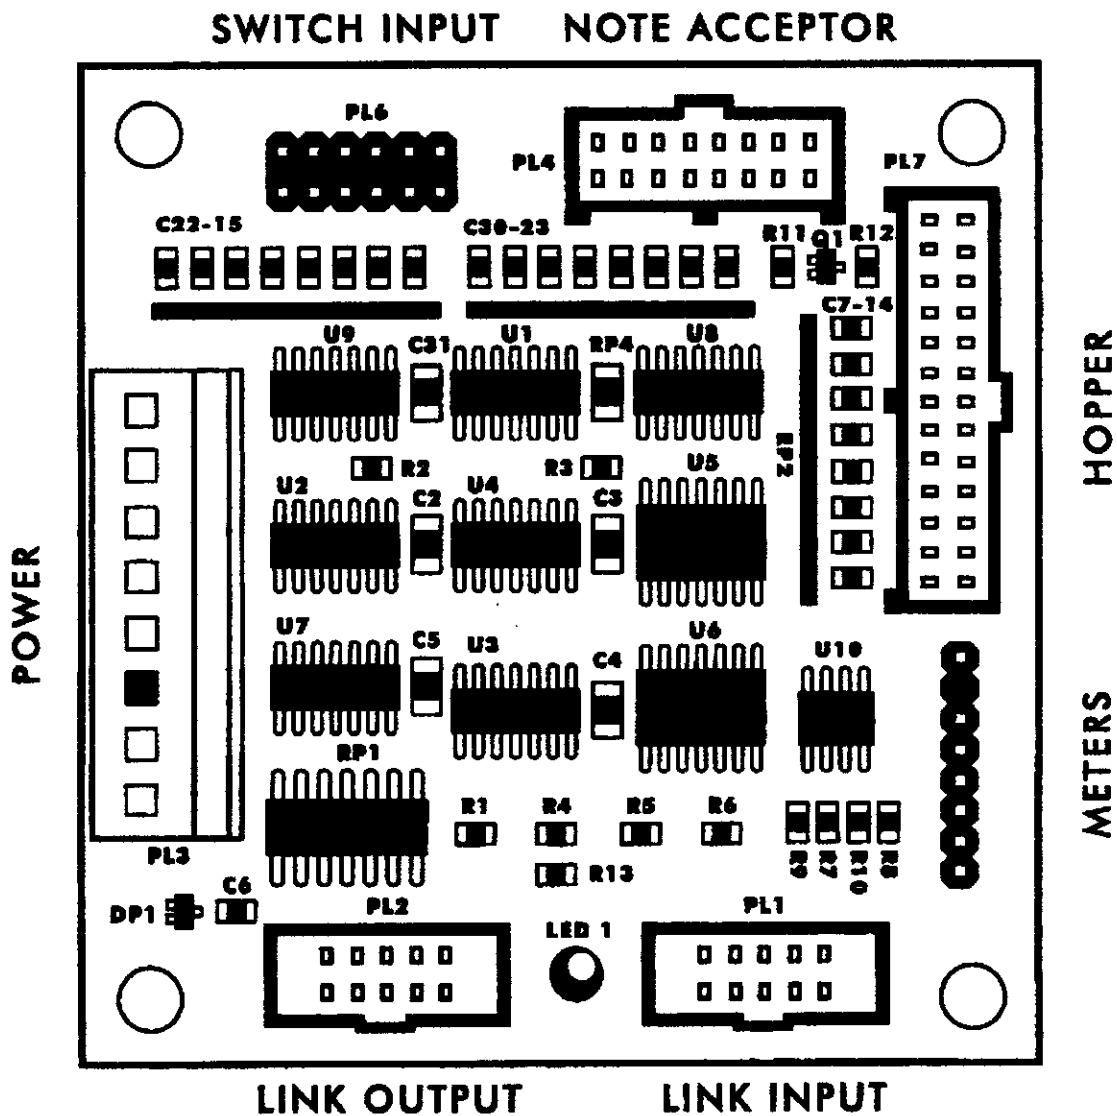 SWITCH INPUT NOTE ACCEPTOR
PL6
PL4
PL7
C22-15
C30-23
R11
Q1
R12
C7-14
U9
C31
U1
RP4
U8
HOPPER
RP2
R2
R3
U5
U2
C2
U4
C3
POWER
U7
C5
U3
C4
U6
U10
METERS
RP1
R1
R4
R5
R6
PL3
R9
R7
R10
R8
R13
C6
DP1
PL2
LED 1
PL1
LINK OUTPUT LINK INPUT